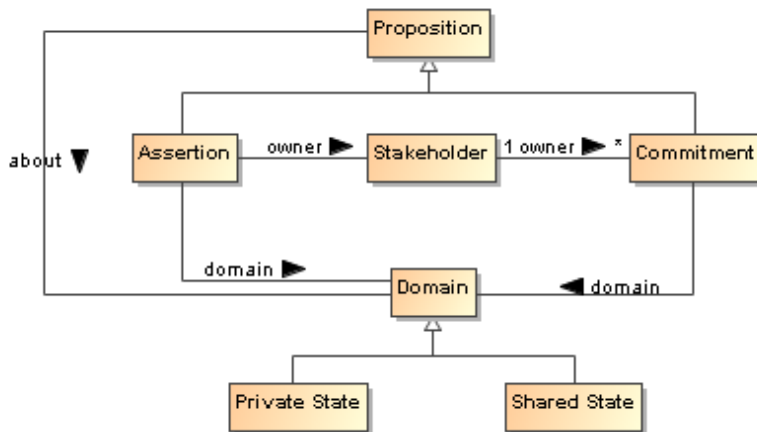 Proposition
Assertion
owner
Stakeholder
1 owner *
Commitment
about
domain
Domain
domain
Private State
Shared State